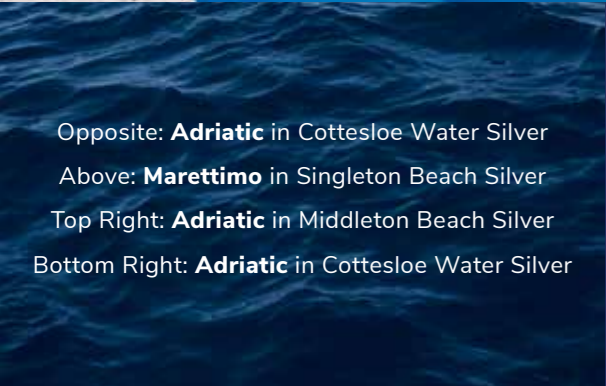 Opposite: Adriatic in Cottesloe Water Silver
Above: Marettimo in Singleton Beach Silver
Top Right: Adriatic in Middleton Beach Silver
Bottom Right: Adriatic in Cottesloe Water Silver